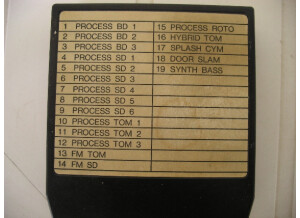 1 PROCESS BD 1
2 PROCESS BD 2
3 PROCESS BD 3
4 PROCESS SD 1
5 PROCESS SD 2
6 PROCESS SD 3
7 PROCESS SD 4
8 PROCESS SD 5
9 PROCESS SD 6
10 PROCESS TOM 1
11 PROCESS TOM 2
12 PROCESS TOM 3
13 FM TOM
14 FM SD
15 PROCESS ROTO
16 HYBRID TOM
17 SPLASH CYM
18 DOOR SLAM
19 SYNTH BASS